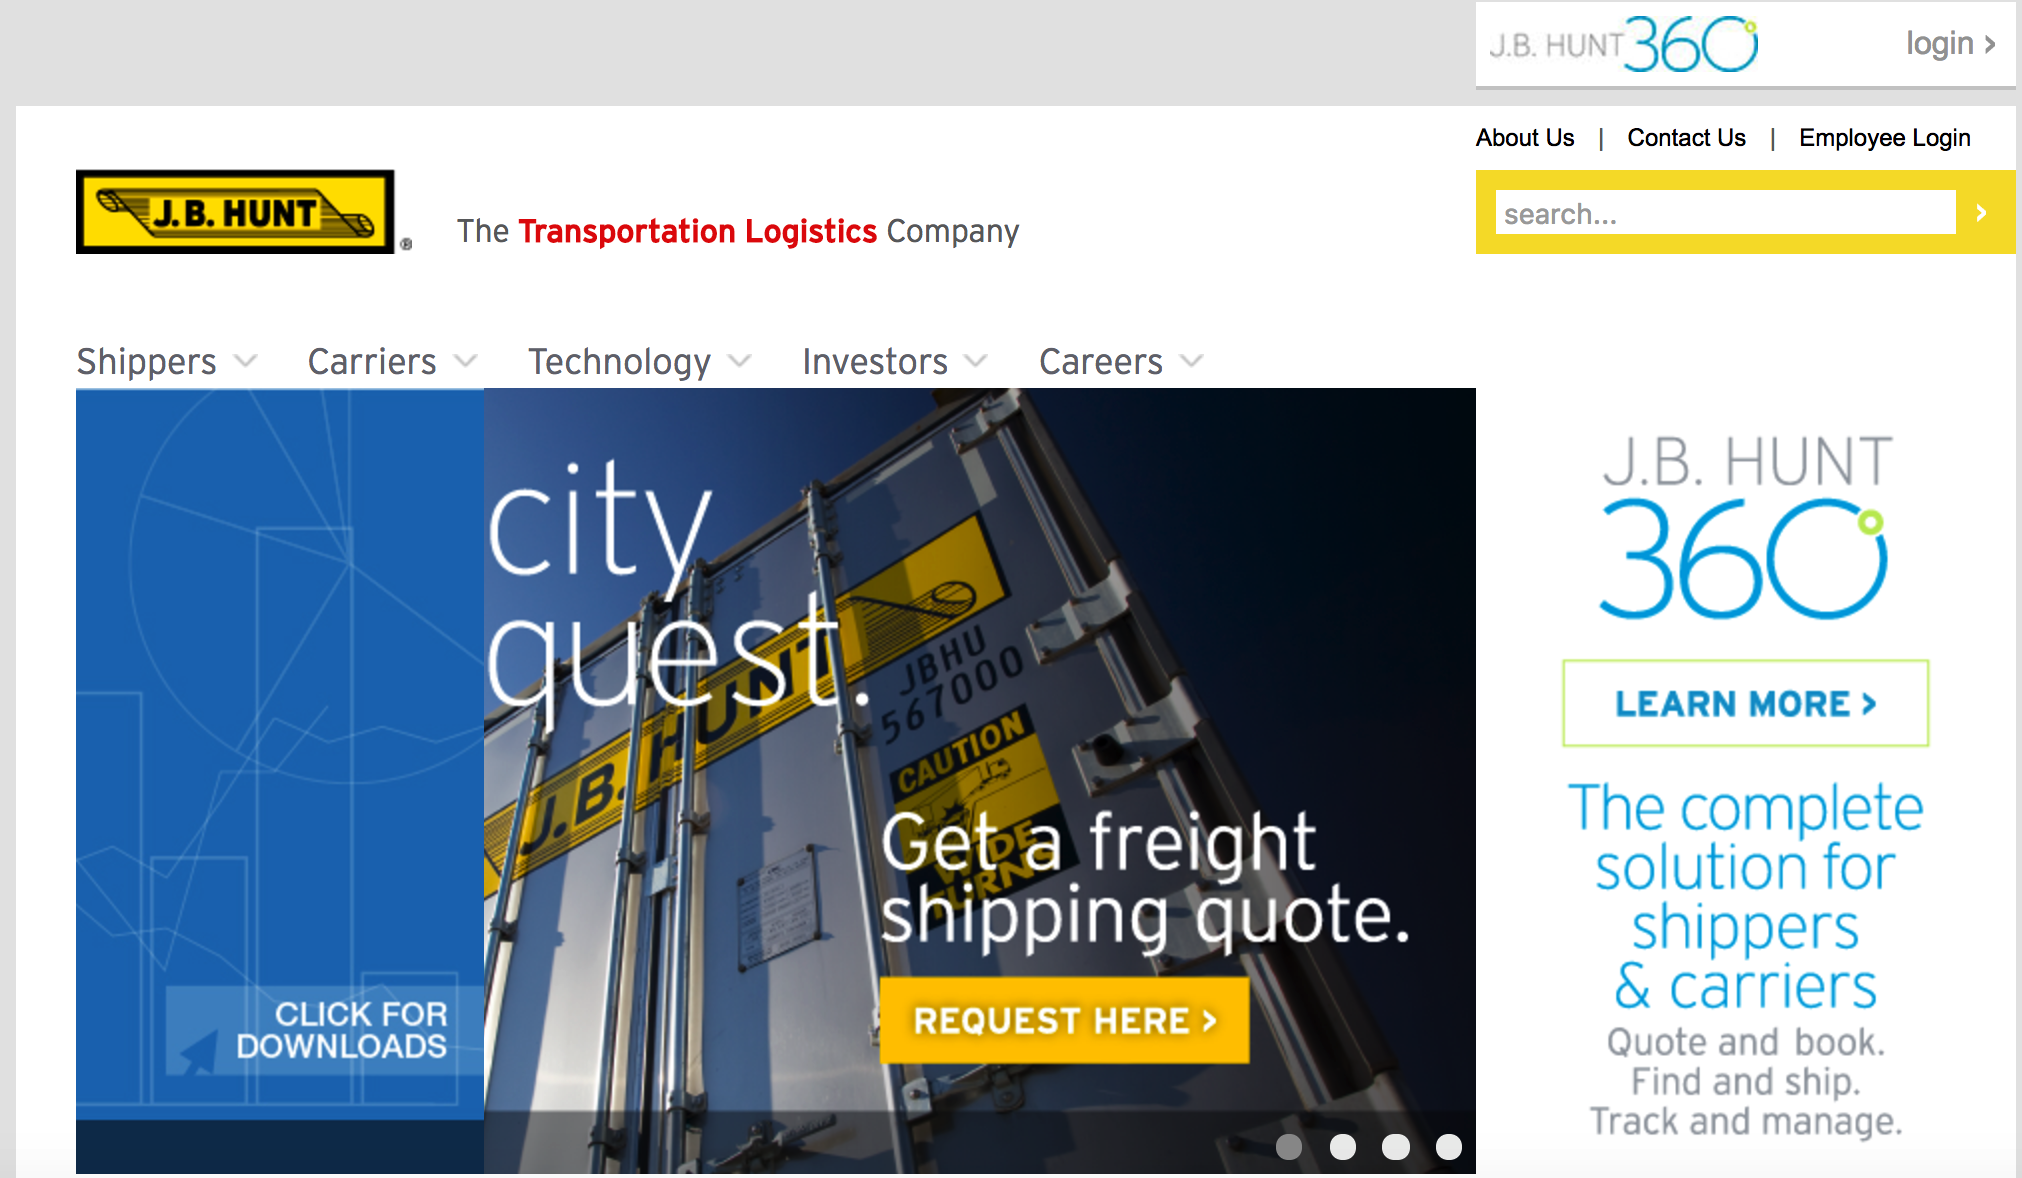 J.B. HUNT 360
login >
About Us | Contact Us | Employee Login
J.B. HUNT ®
The Transportation Logistics Company
search... >
Shippers
Carriers
Technology
Investors
Careers
CLICK FOR
DOWNLOADS
city
quest.
J.B. HUNT
JBHU
567000
CAUTION
WIDE
TURNS
Get a freight
shipping quote.
REQUEST HERE >
J.B. HUNT
360
LEARN MORE >
The complete
solution for
shippers
& carriers
Quote and book.
Find and ship.
Track and manage.